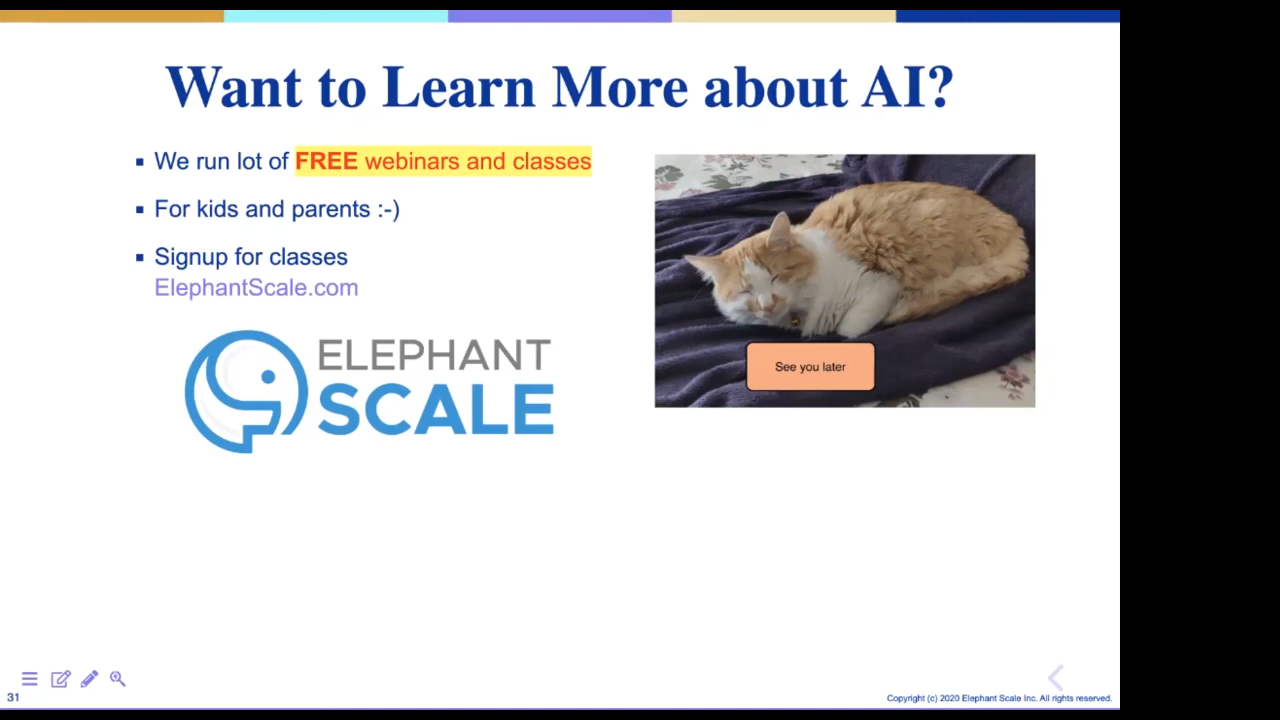 Want to Learn More about AI?
We run lot of FREE webinars and classes
For kids and parents :-)
Signup for classes
ElephantScale.com
ELEPHANT
SCALE
See you later
31
Copyright (c) 2020 Elephant Scale Inc. All rights reserved.